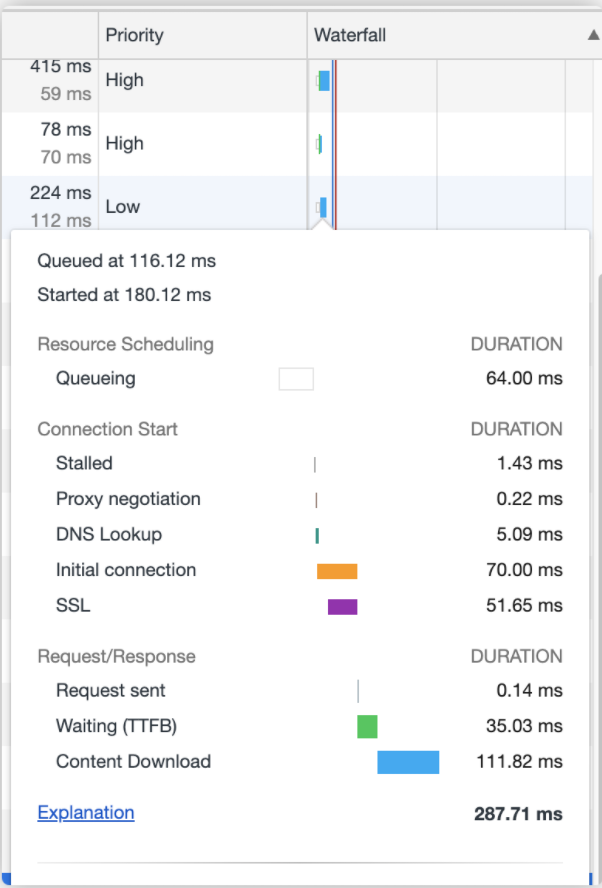 Priority Waterfall ▲
415 ms High
59 ms
78 ms High
70 ms
224 ms Low
112 ms
Queued at 116.12 ms
Started at 180.12 ms
Resource Scheduling DURATION
Queueing 64.00 ms
Connection Start DURATION
Stalled 1.43 ms
Proxy negotiation 0.22 ms
DNS Lookup 5.09 ms
Initial connection 70.00 ms
SSL 51.65 ms
Request/Response DURATION
Request sent 0.14 ms
Waiting (TTFB) 35.03 ms
Content Download 111.82 ms
Explanation 287.71 ms